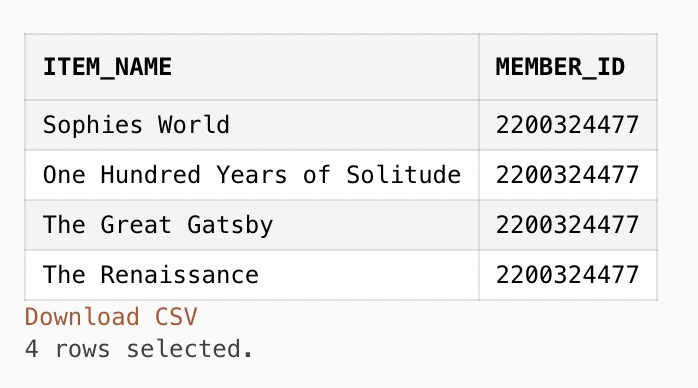 ITEM_NAME MEMBER_ID
Sophies World 2200324477
One Hundred Years of Solitude 2200324477
The Great Gatsby 2200324477
The Renaissance 2200324477
Download CSV
4 rows selected.